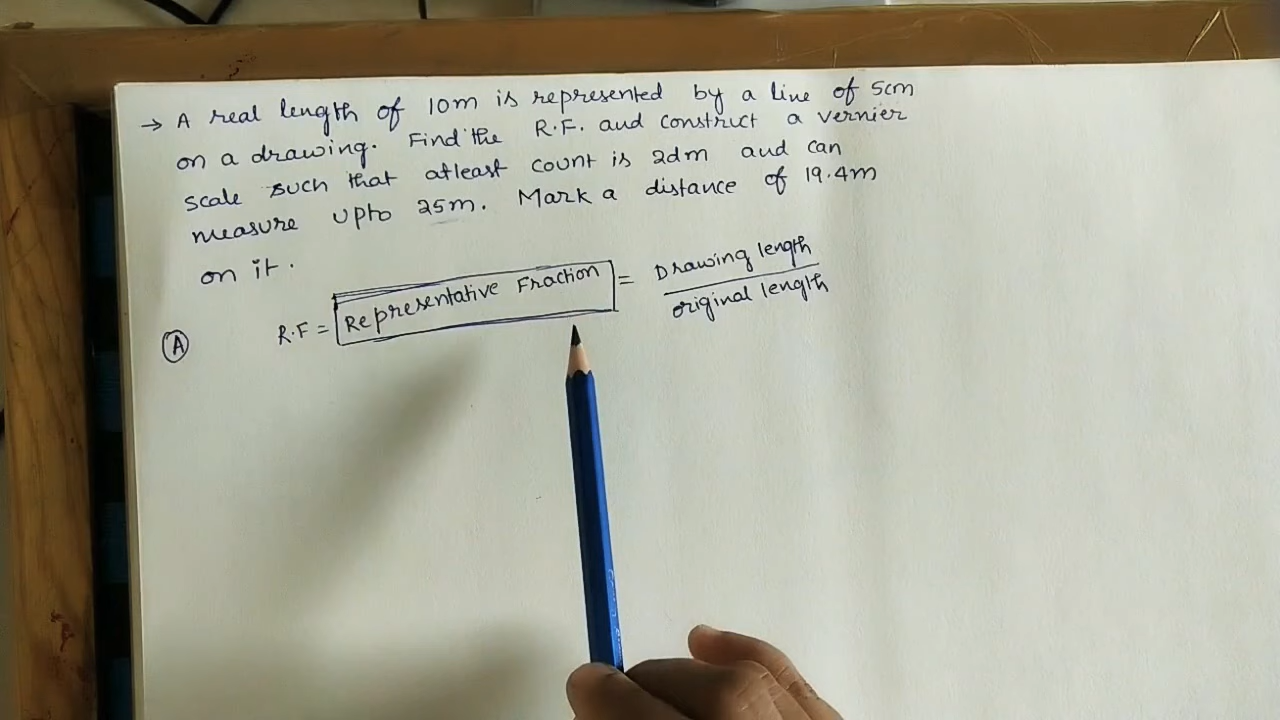 → A real length of 10m is represented by a line of 5cm
on a drawing. Find the R.F. and construct a vernier
scale such that atleast count is 2dm and can
measure upto 25m. Mark a distance of 19.4m
on it.
A R.F = Representative Fraction = Drawing length
original length